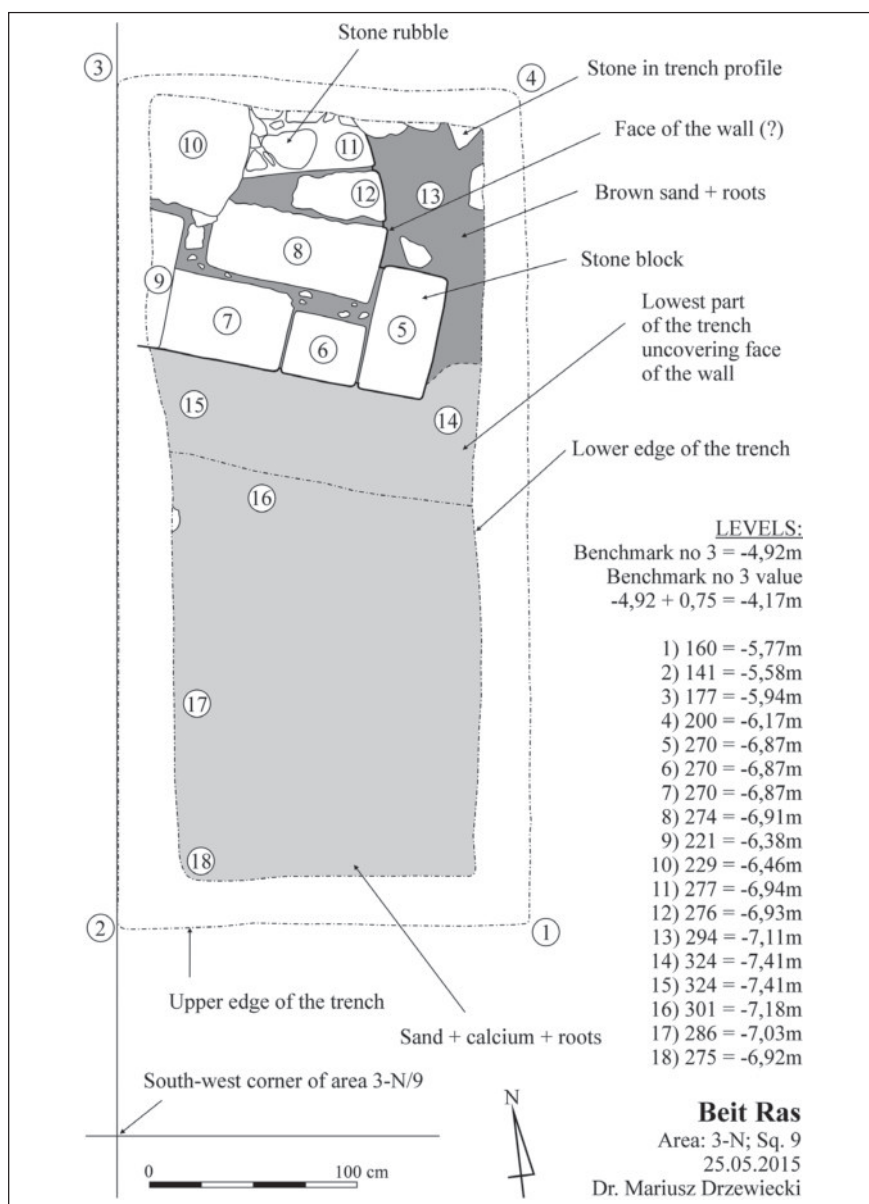 Stone rubble
3
4
Stone in trench profile
Face of the wall (?)
10
11
12
13
Brown sand + roots
8
Stone block
9
7
6
5
Lowest part
of the trench
uncovering face
of the wall
15
14
Lower edge of the trench
16
17
18
2
1
Upper edge of the trench
Sand + calcium + roots
South-west corner of area 3-N/9
N
0
100 cm
LEVELS:
Benchmark no 3 = -4,92m
Benchmark no 3 value
-4,92 + 0,75 = -4,17m
1) 160 = -5,77m
2) 141 = -5,58m
3) 177 = -5,94m
4) 200 = -6,17m
5) 270 = -6,87m
6) 270 = -6,87m
7) 270 = -6,87m
8) 274 = -6,91m
9) 221 = -6,38m
10) 229 = -6,46m
11) 277 = -6,94m
12) 276 = -6,93m
13) 294 = -7,11m
14) 324 = -7,41m
15) 324 = -7,41m
16) 301 = -7,18m
17) 286 = -7,03m
18) 275 = -6,92m
Beit Ras
Area: 3-N; Sq. 9
25.05.2015
Dr. Mariusz Drzewiecki